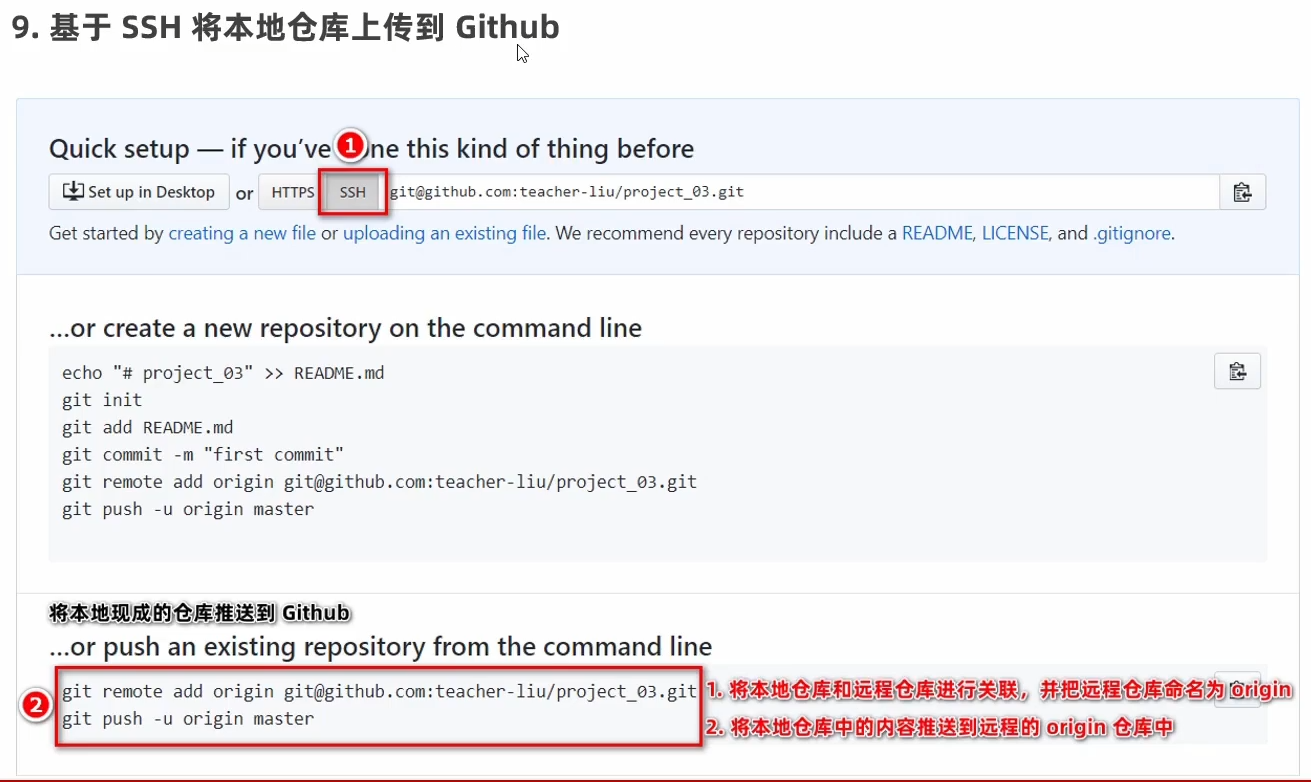 9. 基于 SSH 将本地仓库上传到 Github
Quick setup — if you've ne this kind of thing before
1
Set up in Desktop or HTTPS SSH git@github.com:teacher-liu/project_03.git
Get started by creating a new file or uploading an existing file. We recommend every repository include a README, LICENSE, and .gitignore.
...or create a new repository on the command line
echo "# project_03" >> README.md
git init
git add README.md
git commit -m "first commit"
git remote add origin git@github.com:teacher-liu/project_03.git
git push -u origin master
将本地现成的仓库推送到 Github
...or push an existing repository from the command line
2
git remote add origin git@github.com:teacher-liu/project_03.git
git push -u origin master
1. 将本地仓库和远程仓库进行关联，并把远程仓库命名为 origin
2. 将本地仓库中的内容推送到远程的 origin 仓库中